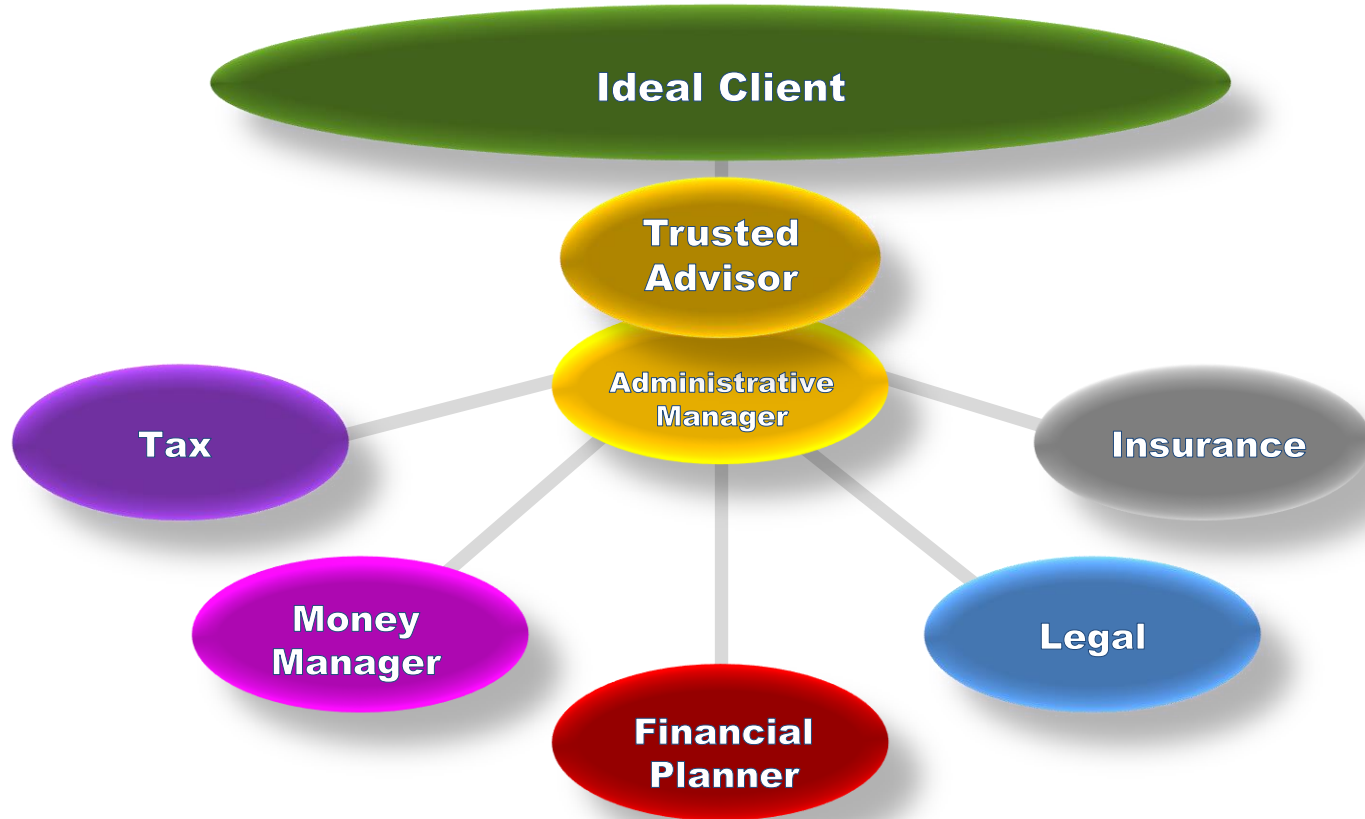 Ideal Client
Trusted
Advisor
Administrative
Manager
Tax
Insurance
Money
Manager
Legal
Financial
Planner